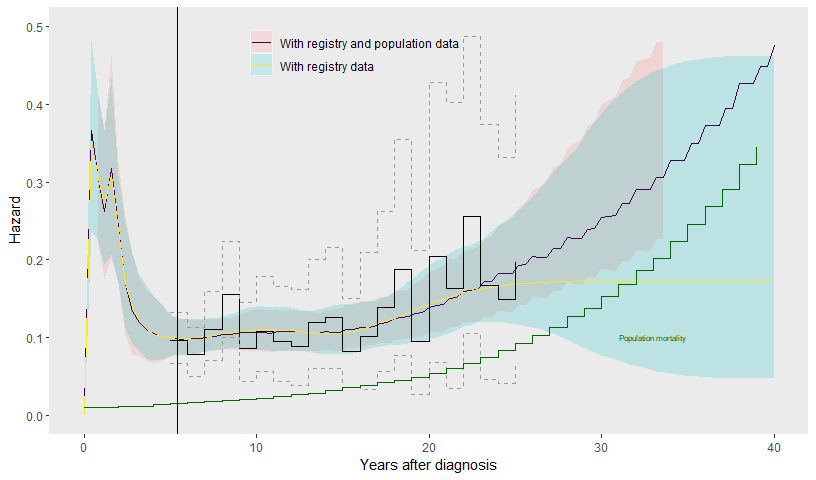 0.5
With registry and population data
With registry data
0.4
0.3
Hazard
0.2
0.1
Population mortality
0.0
0
10
20
30
40
Years after diagnosis